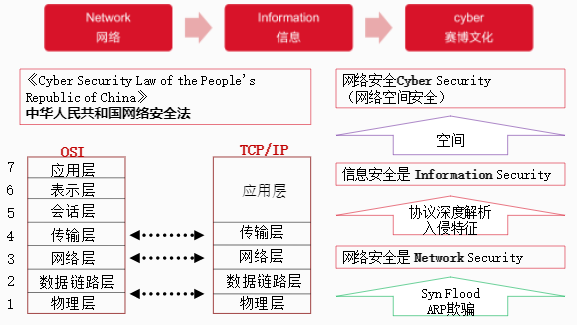 Network
网络
Information
信息
cyber
赛博文化
《Cyber Security Law of the People's
Republic of China》
中华人民共和国网络安全法
OSI
7 应用层
6 表示层
5 会话层
4 传输层
3 网络层
2 数据链路层
1 物理层
TCP/IP
应用层
传输层
网络层
数据链路层
物理层
网络安全Cyber Security
（网络空间安全）
空间
信息安全是 Information Security
协议深度解析
入侵特征
网络安全是 Network Security
Syn Flood
ARP欺骗